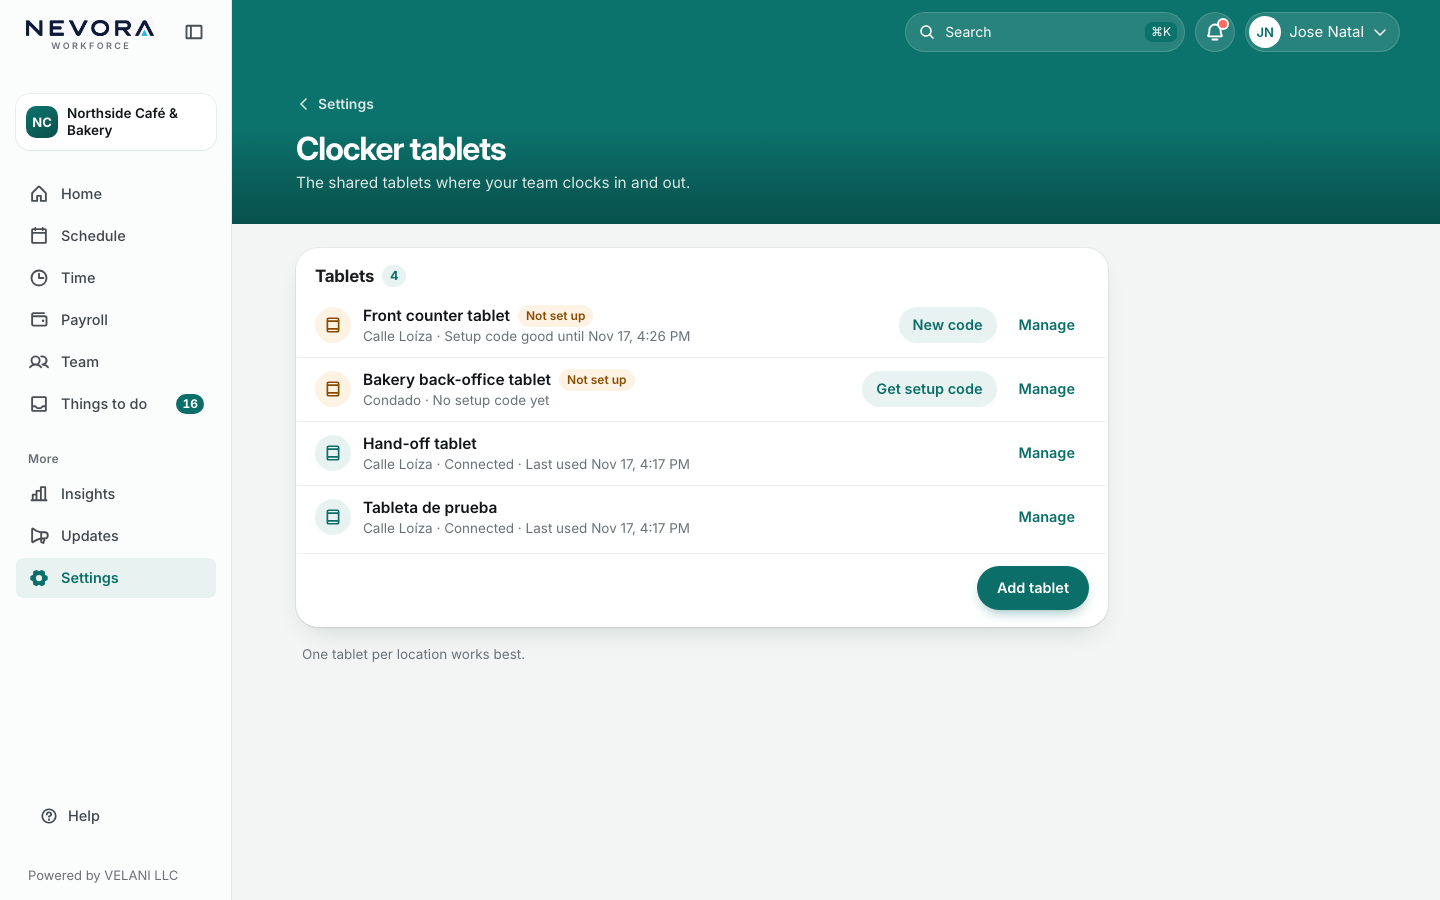 NEVORA
WORKFORCE
Search
⌘K
JN
Jose Natal
NC
Northside Café &
Bakery
Home
Schedule
Time
Payroll
Team
Things to do
16
More
Insights
Updates
Settings
Help
Powered by VELANI LLC
Settings
Clocker tablets
The shared tablets where your team clocks in and out.
Tablets 4
Front counter tablet Not set up
Calle Loíza · Setup code good until Nov 17, 4:26 PM
New code
Manage
Bakery back-office tablet Not set up
Condado · No setup code yet
Get setup code
Manage
Hand-off tablet
Calle Loíza · Connected · Last used Nov 17, 4:17 PM
Manage
Tableta de prueba
Calle Loíza · Connected · Last used Nov 17, 4:17 PM
Manage
Add tablet
One tablet per location works best.